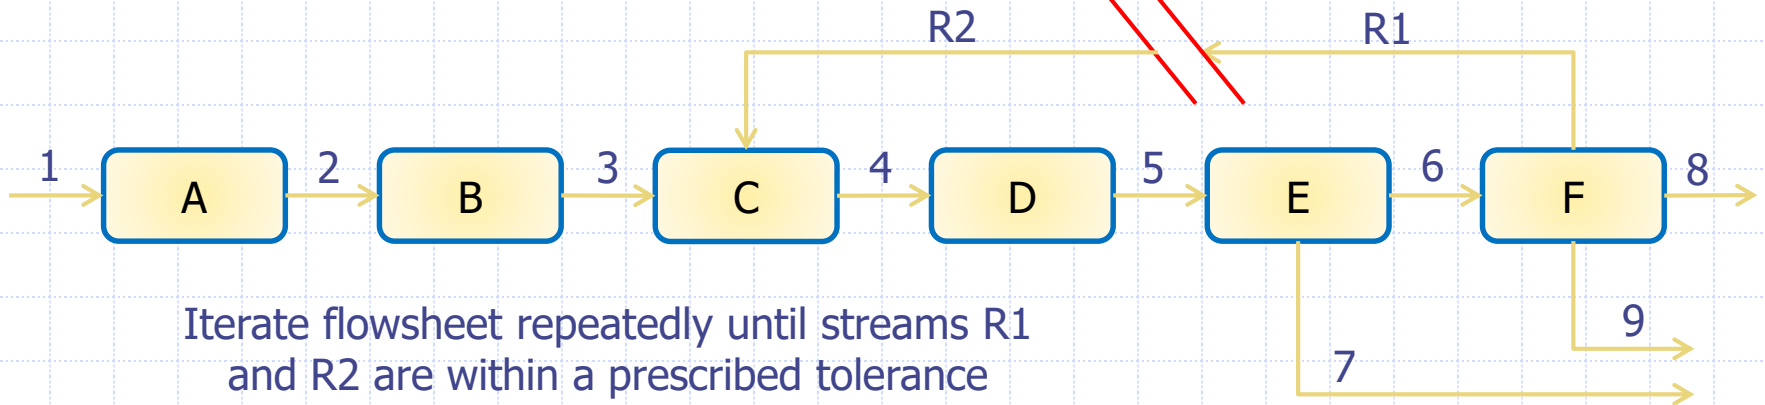 R2
R1
1
2
3
4
5
6
8
A
B
C
D
E
F
Iterate flowsheet repeatedly until streams R1
and R2 are within a prescribed tolerance
9
7